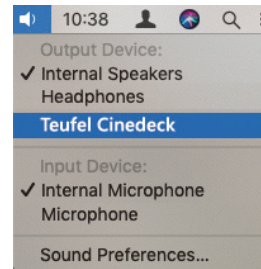 10:38
Output Device:
✓ Internal Speakers
Headphones
Teufel Cinedeck
Input Device:
✓ Internal Microphone
Microphone
Sound Preferences...